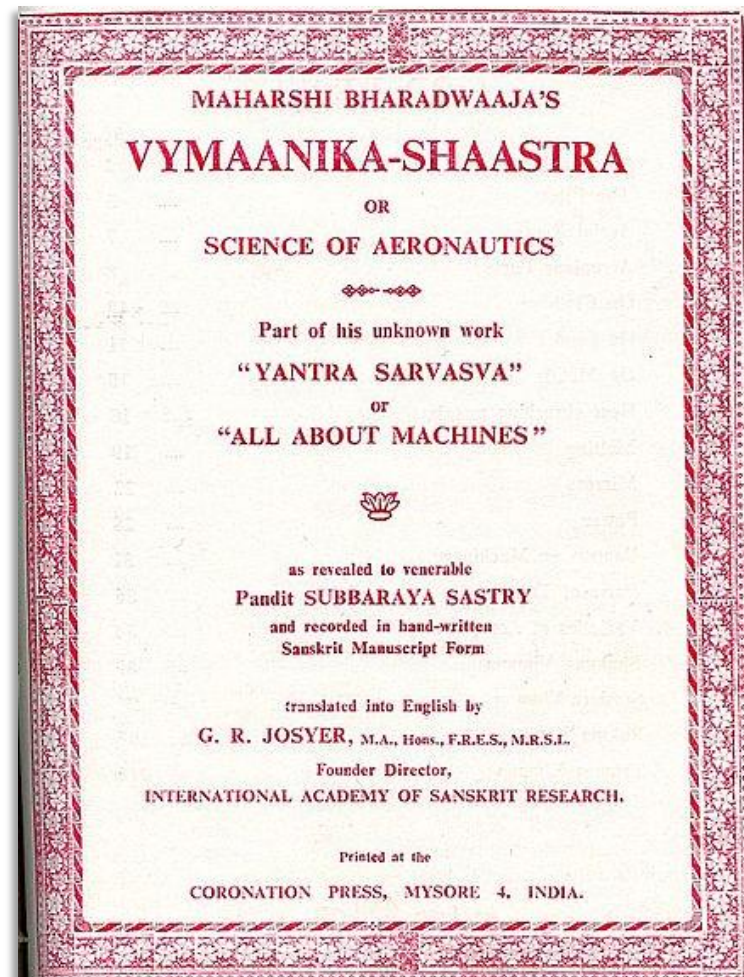 MAHARSHI BHARADWAAJA'S
VYMAANIKA-SHAASTRA
OR
SCIENCE OF AERONAUTICS
Part of his unknown work
"YANTRA SARVASVA"
or
"ALL ABOUT MACHINES"
as revealed to venerable
Pandit SUBBARAYA SASTRY
and recorded in hand-written
Sanskrit Manuscript Form
translated into English by
G. R. JOSYER, M.A., Hons., F.R.E.S., M.R.S.L.
Founder Director,
INTERNATIONAL ACADEMY OF SANSKRIT RESEARCH.
Printed at the
CORONATION PRESS, MYSORE 4. INDIA.